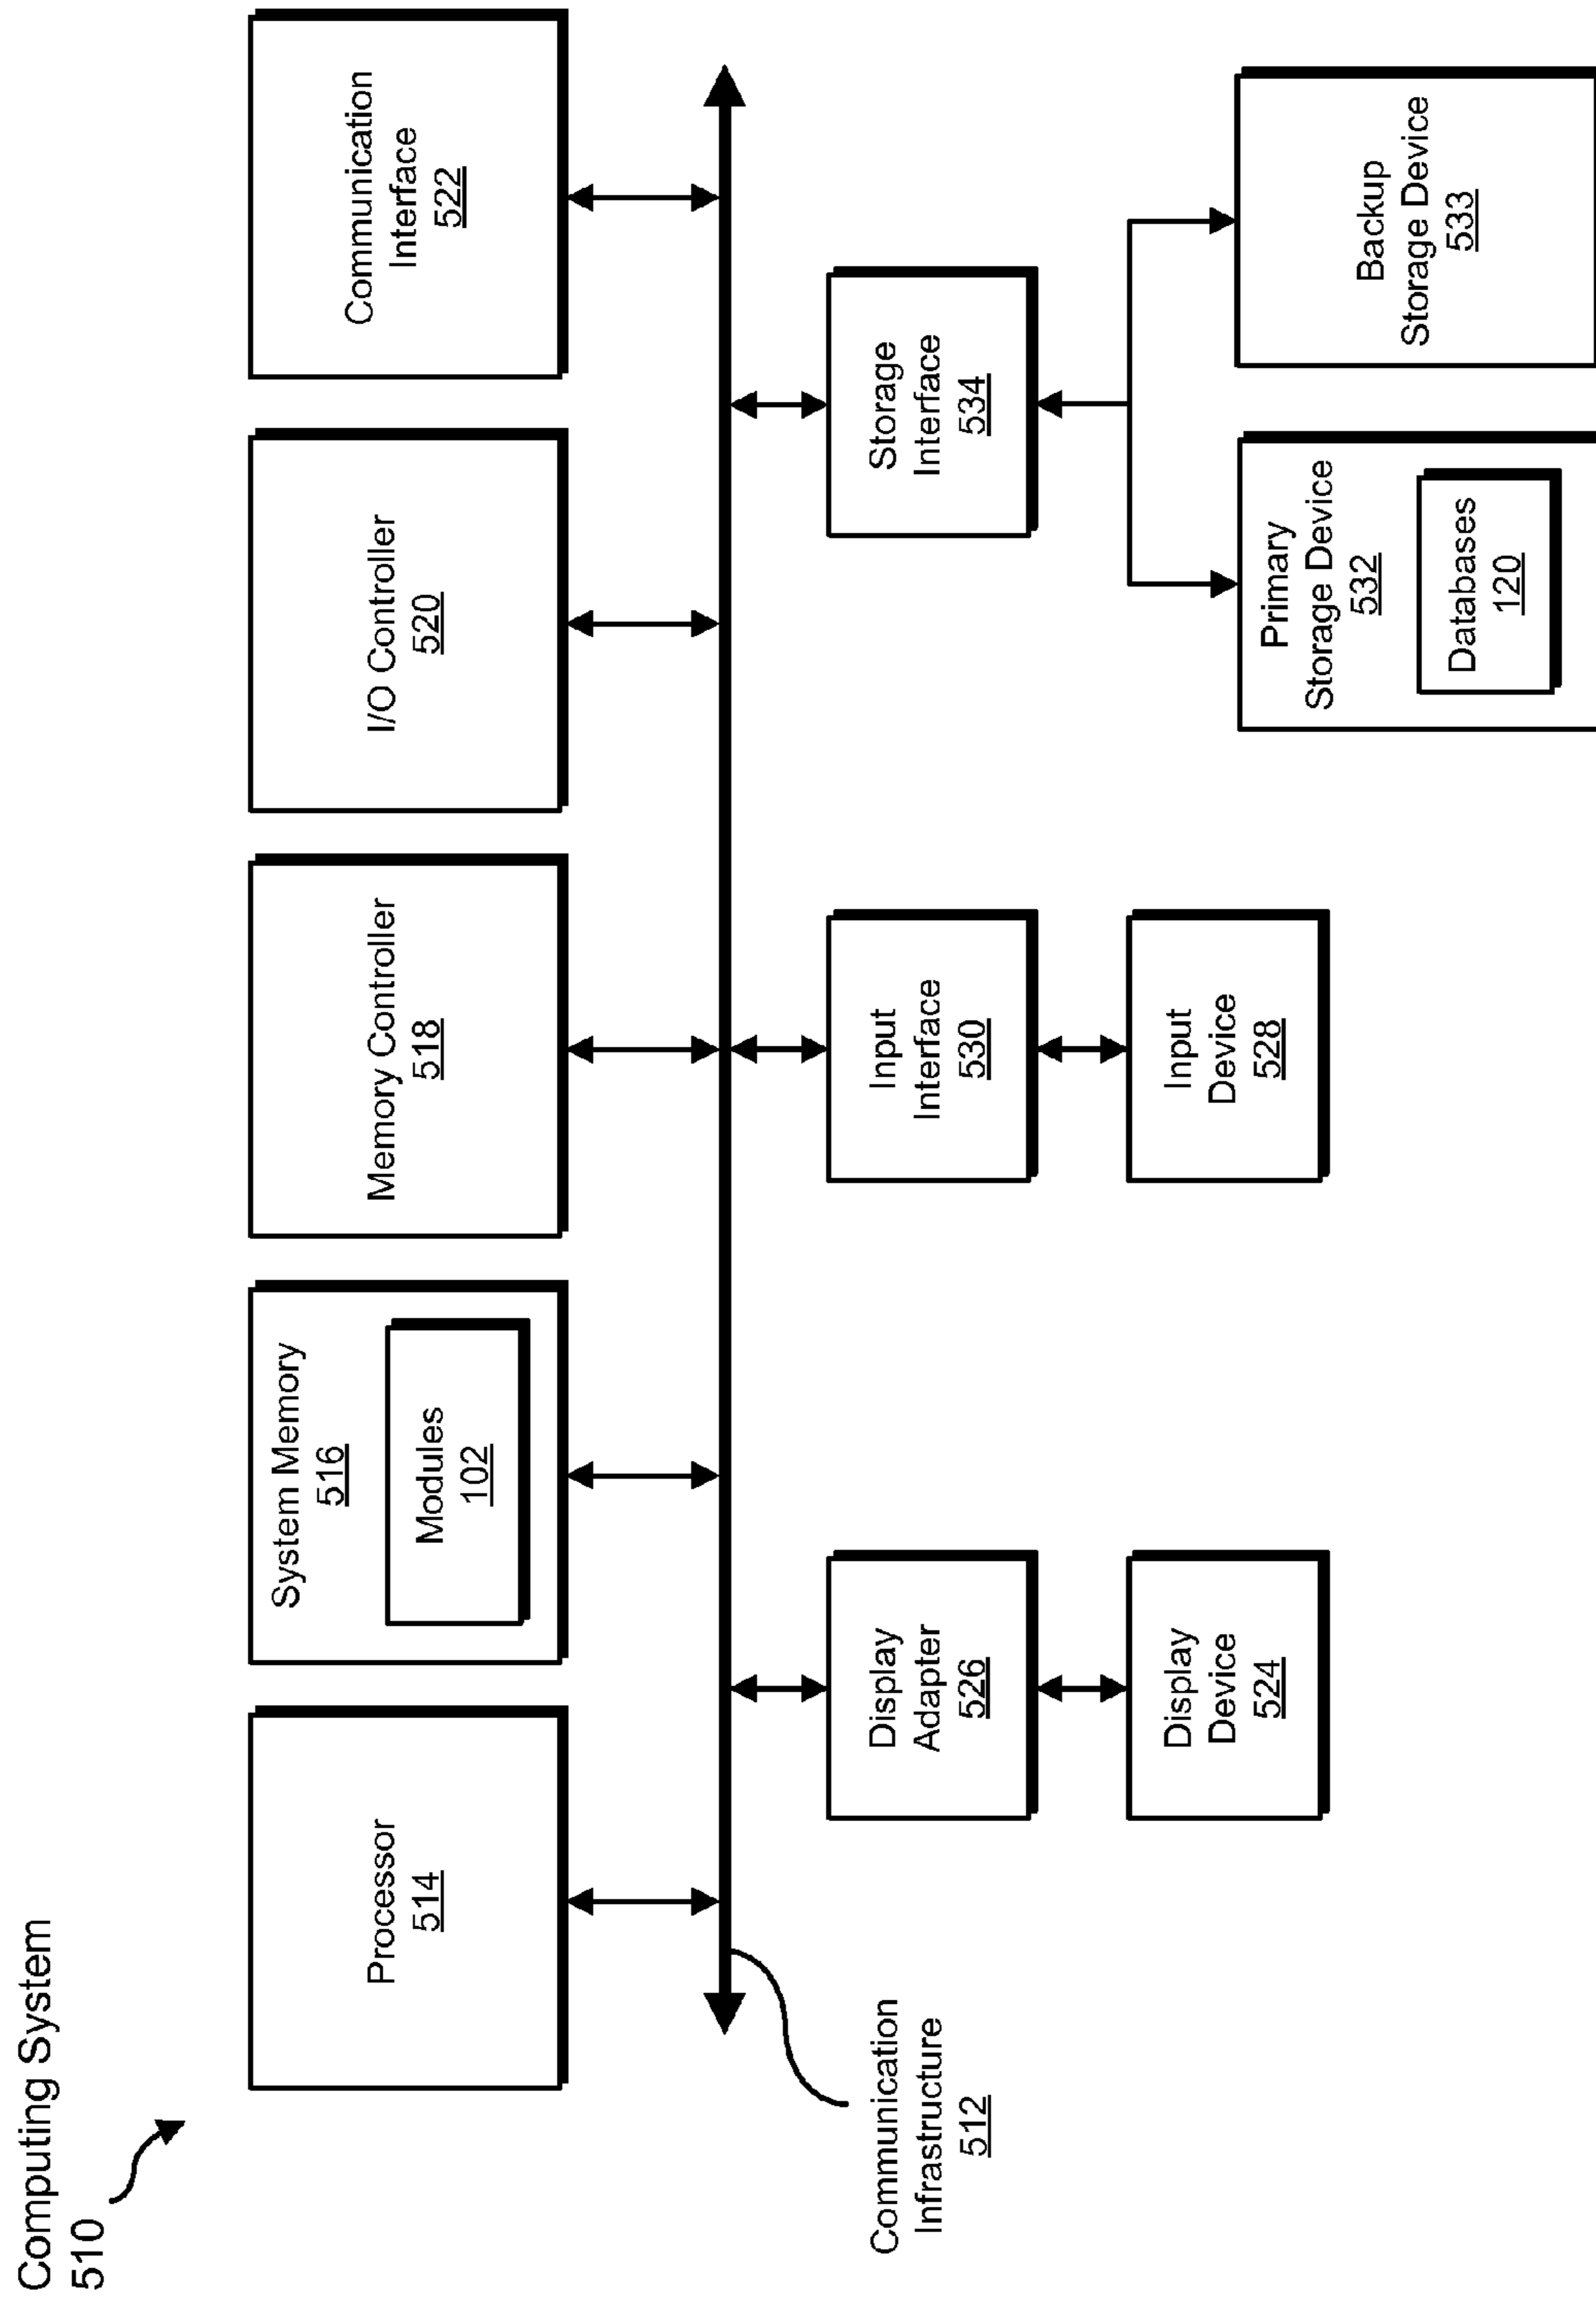 Computing System
510
Processor
514
System Memory
516
Modules
102
Memory Controller
518
I/O Controller
520
Communication
Interface
522
Communication
Infrastructure
512
Display
Adapter
526
Input
Interface
530
Storage
Interface
534
Display
Device
524
Input
Device
528
Primary
Storage Device
532
Databases
120
Backup
Storage Device
533